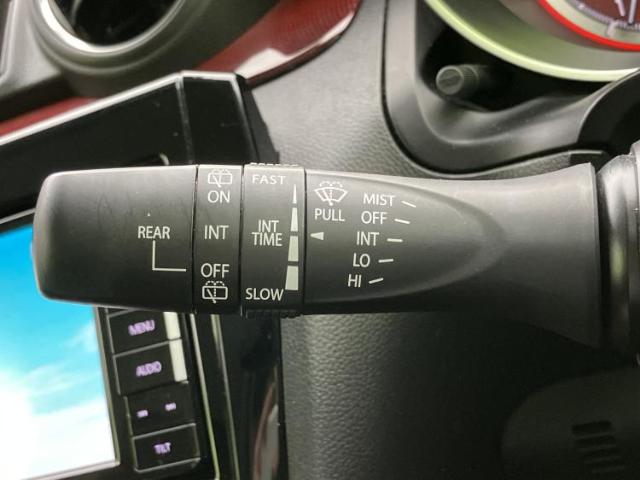 REAR
ON
INT
OFF
FAST
INT
TIME
SLOW
PULL
MIST
OFF
INT
LO
HI
MENU
AUDIO
TILT